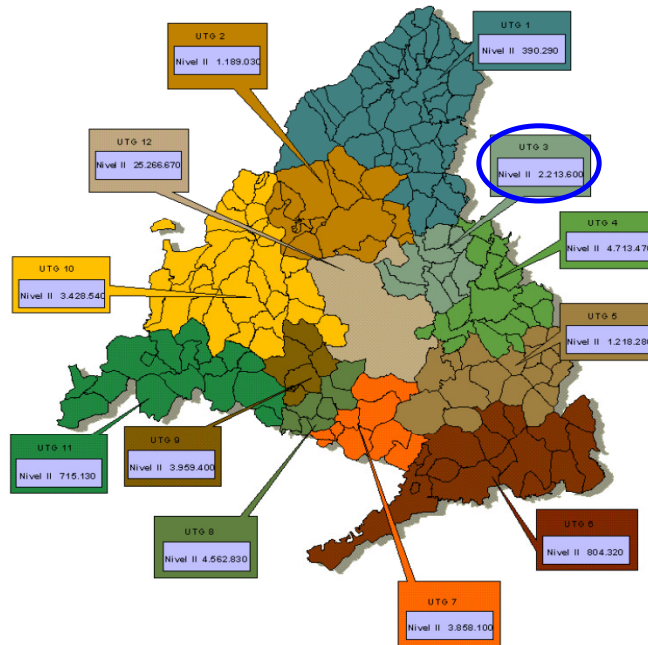 UTG 1
Nivel II 390.290
UTG 2
Nivel II 1.189.030
UTG 12
Nivel II 25.266.670
UTG 3
Nivel II 2.213.600
UTG 4
Nivel II 4.713.470
UTG 10
Nivel II 3.428.540
UTG 5
Nivel II 1.218.280
UTG 11
Nivel II 715.130
UTG 9
Nivel II 3.959.400
UTG 8
Nivel II 4.562.830
UTG 6
Nivel II 804.320
UTG 7
Nivel II 3.858.100